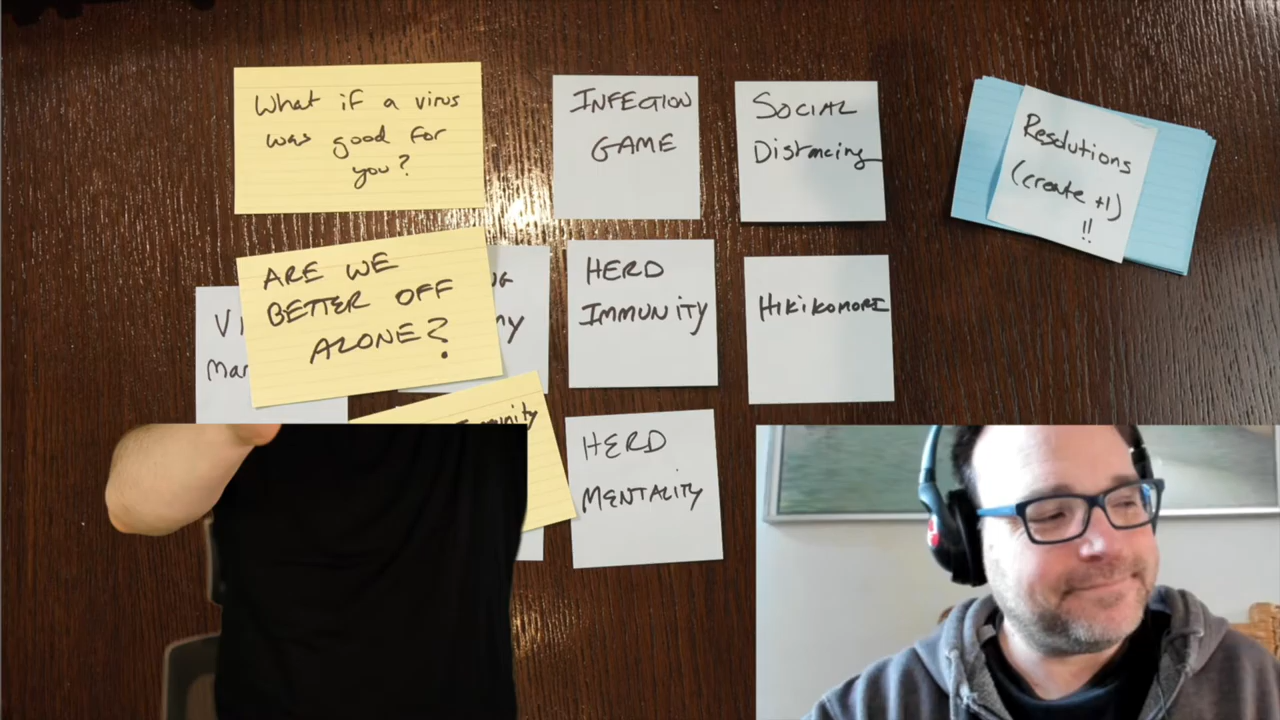 What if a virus
was good for
you?
INFECTION
GAME
SOCIAL
Distancing
Resolutions
(create +1)
!!
ARE WE
BETTER OFF
ALONE?
HERD
IMMUNITY
HIKIKOMORI
HERD
MENTALITY